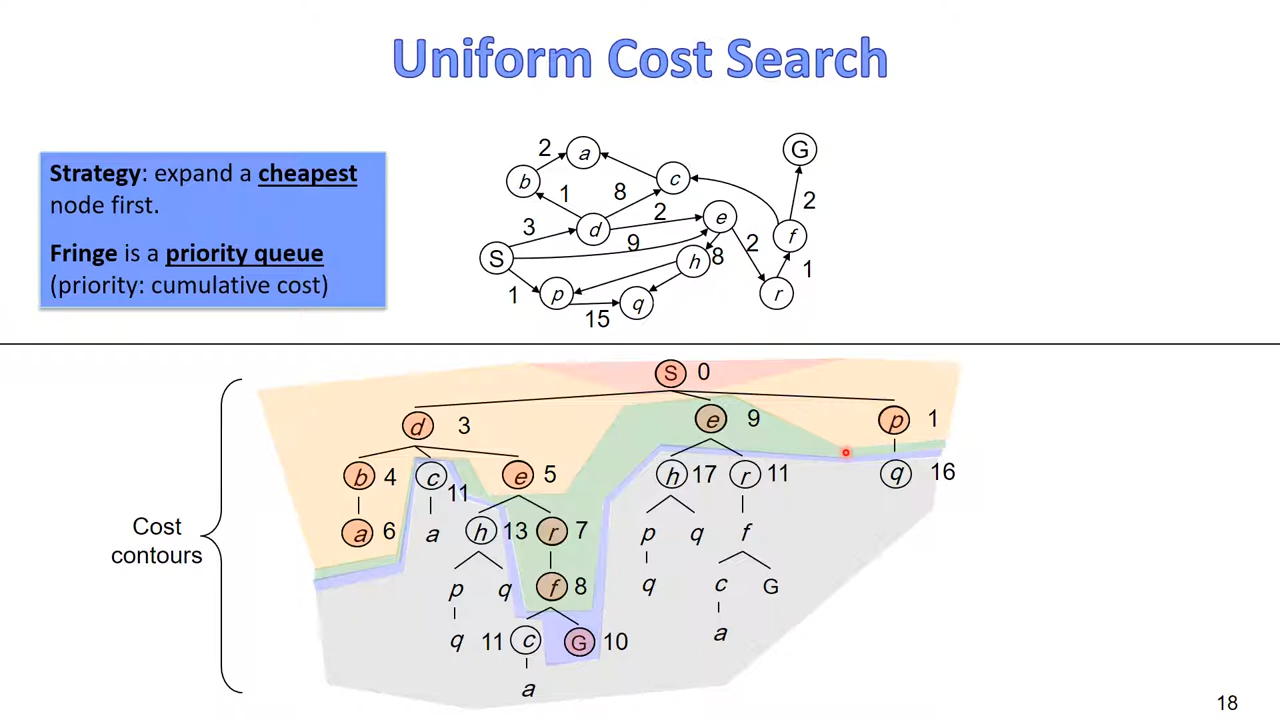 Uniform Cost Search
Strategy: expand a cheapest
node first.
Fringe is a priority queue
(priority: cumulative cost)
2 a G
b c
1 8 2 2
3 d e
9 f
S h 8 2
1 p q r 1
15
S 0
d 3 e 9 p 1
b 4 c 11 e 5 h 17 r 11 q 16
a 6 a h 13 r 7 p q f
p q f 8 q c G
q 11 c G 10 a
a
Cost
contours
18